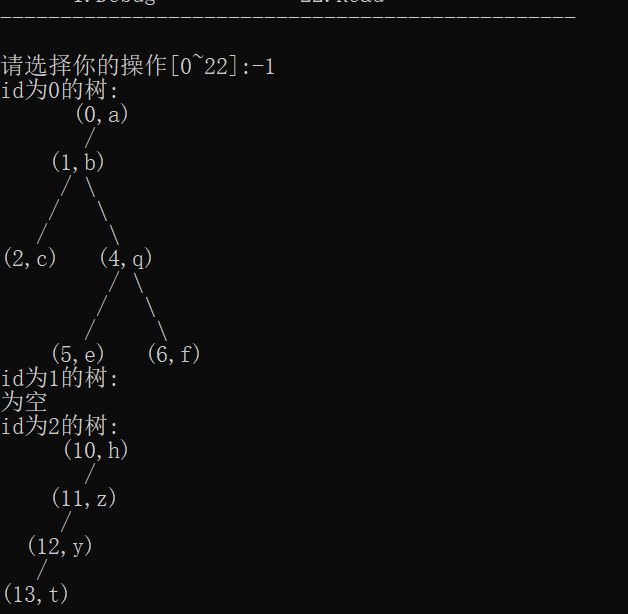 请选择你的操作[0~22]:-1
id为0的树:
(0,a)
/
(1,b)
/ \
/ \
/ \
(2,c) (4,q)
/ \
/ \
/ \
(5,e) (6,f)
id为1的树:
为空
id为2的树:
(10,h)
/
(11,z)
/
(12,y)
/
(13,t)